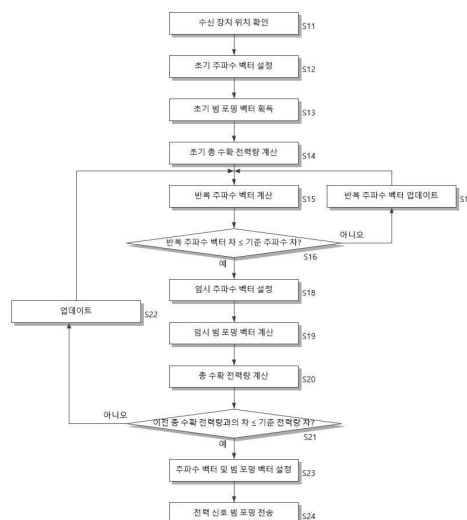 수신 장치 위치 확인
S11
초기 주파수 벡터 설정
S12
초기 빔 포밍 벡터 획득
S13
초기 총 수확 전력량 계산
S14
반복 주파수 벡터 계산
S15
반복 주파수 벡터 업데이트
반복 주파수 벡터 차 ≤ 기준 주파수 차?
아니오
S16
예
임시 주파수 벡터 설정
S18
업데이트
S22
임시 빔 포밍 벡터 계산
S19
총 수확 전력량 계산
S20
아니오
이전 총 수확 전력량과의 차 ≤ 기준 전력량 차?
S21
예
주파수 벡터 및 빔 포밍 벡터 설정
S23
전력 신호 빔 포밍 전송
S24